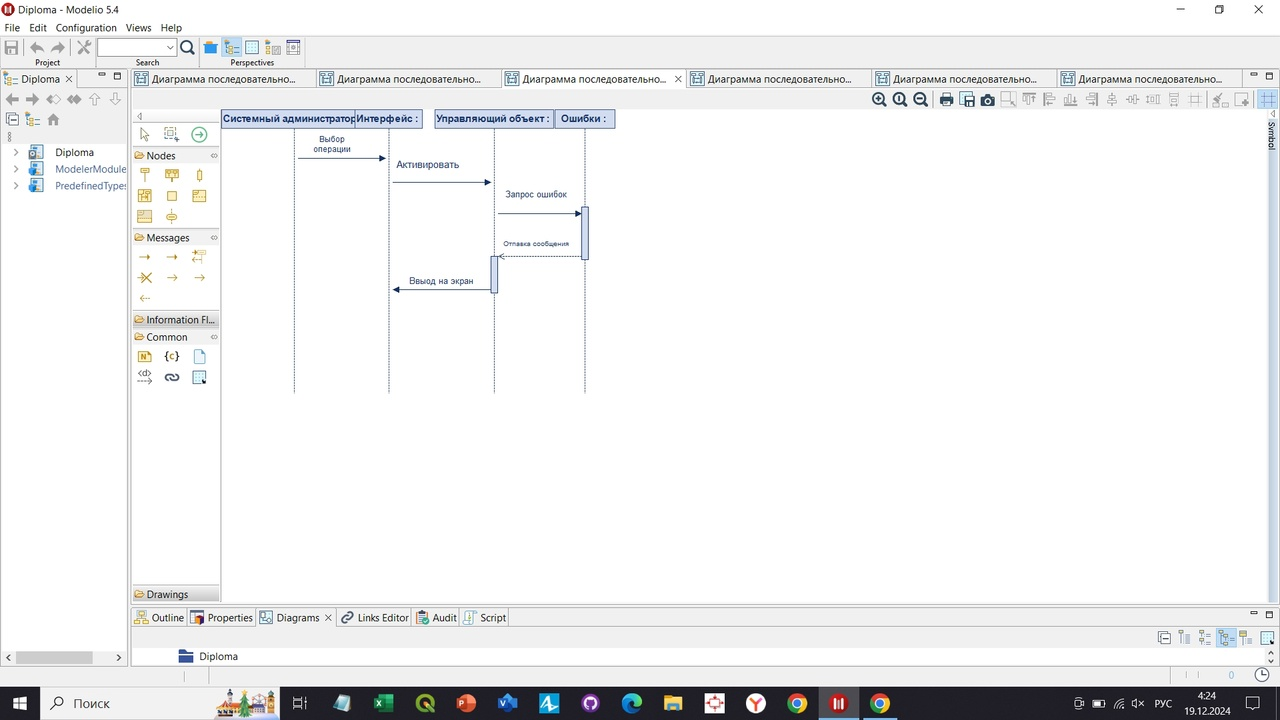 Diploma - Modelio 5.4
File Edit Configuration Views Help
Project Search Perspectives
Diploma
Диаграмма последовательно...
Диаграмма последовательно...
Диаграмма последовательно...
Диаграмма последовательно...
Диаграмма последовательно...
Диаграмма последовательно...
Diploma
ModelerModule
PredefinedTypes
Nodes
Messages
Information Fl...
Common
N
{c}
<d>
Drawings
Системный администратор
Интерфейс :
Управляющий объект :
Ошибки :
Выбор
операции
Активировать
Запрос ошибок
Отпавка сообщения
Ввыод на экран
Symbol
Outline Properties Diagrams Links Editor Audit Script
Diploma
0
Поиск
РУС
4:24
19.12.2024